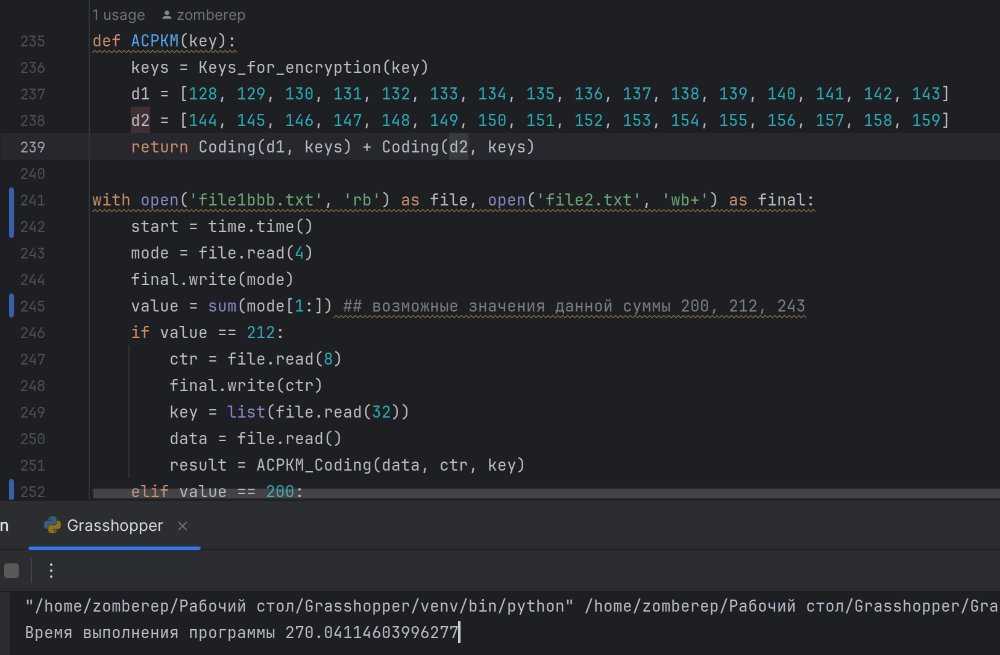 1 usage zomberep
235 def ACPKM(key):
236 keys = Keys_for_encryption(key)
237 d1 = [128, 129, 130, 131, 132, 133, 134, 135, 136, 137, 138, 139, 140, 141, 142, 143]
238 d2 = [144, 145, 146, 147, 148, 149, 150, 151, 152, 153, 154, 155, 156, 157, 158, 159]
239 return Coding(d1, keys) + Coding(d2, keys)
240
241 with open('file1bbb.txt', 'rb') as file, open('file2.txt', 'wb+') as final:
242 start = time.time()
243 mode = file.read(4)
244 final.write(mode)
245 value = sum(mode[1:]) ## возможные значения данной суммы 200, 212, 243
246 if value == 212:
247 ctr = file.read(8)
248 final.write(ctr)
249 key = list(file.read(32))
250 data = file.read()
251 result = ACPKM_Coding(data, ctr, key)
252 elif value == 200:
n Grasshopper
"/home/zomberep/Рабочий стол/Grasshopper/venv/bin/python" /home/zomberep/Рабочий стол/Grasshopper/Gra
Время выполнения программы 270.04114603996277